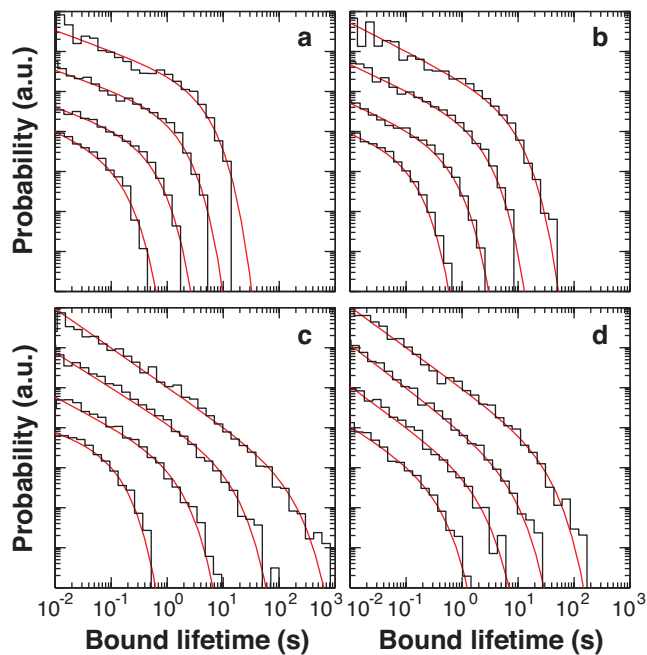 a
b
Probability (a.u.)
c
d
Probability (a.u.)
10⁻² 10⁻¹ 10⁰ 10¹ 10² 10³ 10⁻² 10⁻¹ 10⁰ 10¹ 10² 10³
Bound lifetime (s) Bound lifetime (s)